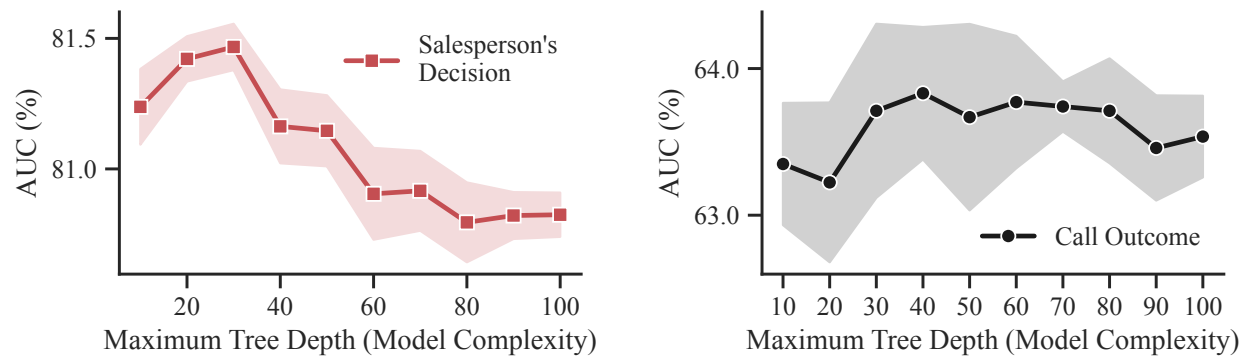 81.5
81.0
AUC (%)
Salesperson's
Decision
20 40 60 80 100
Maximum Tree Depth (Model Complexity)
64.0
63.0
AUC (%)
Call Outcome
10 20 30 40 50 60 70 80 90 100
Maximum Tree Depth (Model Complexity)